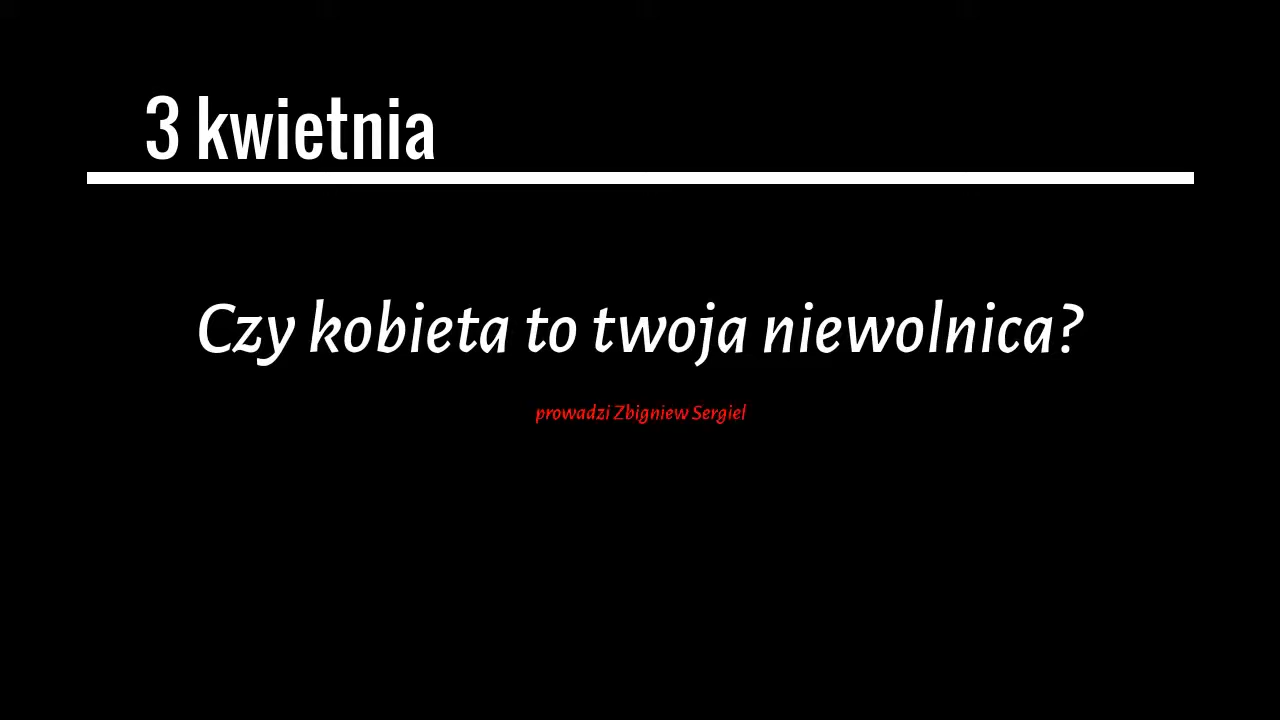 3 kwietnia
Czy kobieta to twoja niewolnica?
prowadzi Zbigniew Sergiel